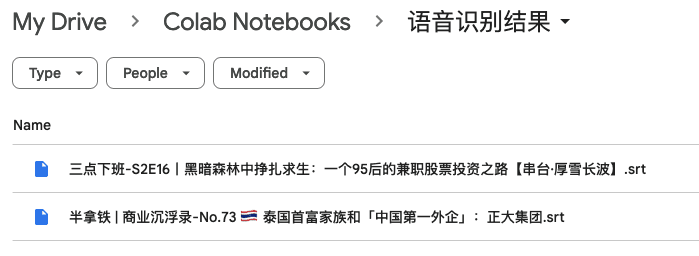 My Drive > Colab Notebooks > 语音识别结果
Type People Modified
Name
三点下班-S2E16｜黑暗森林中挣扎求生：一个95后的兼职股票投资之路【串台·厚雪长波】.srt
半拿铁 | 商业沉浮录-No.73 🇹🇭 泰国首富家族和「中国第一外企」：正大集团.srt